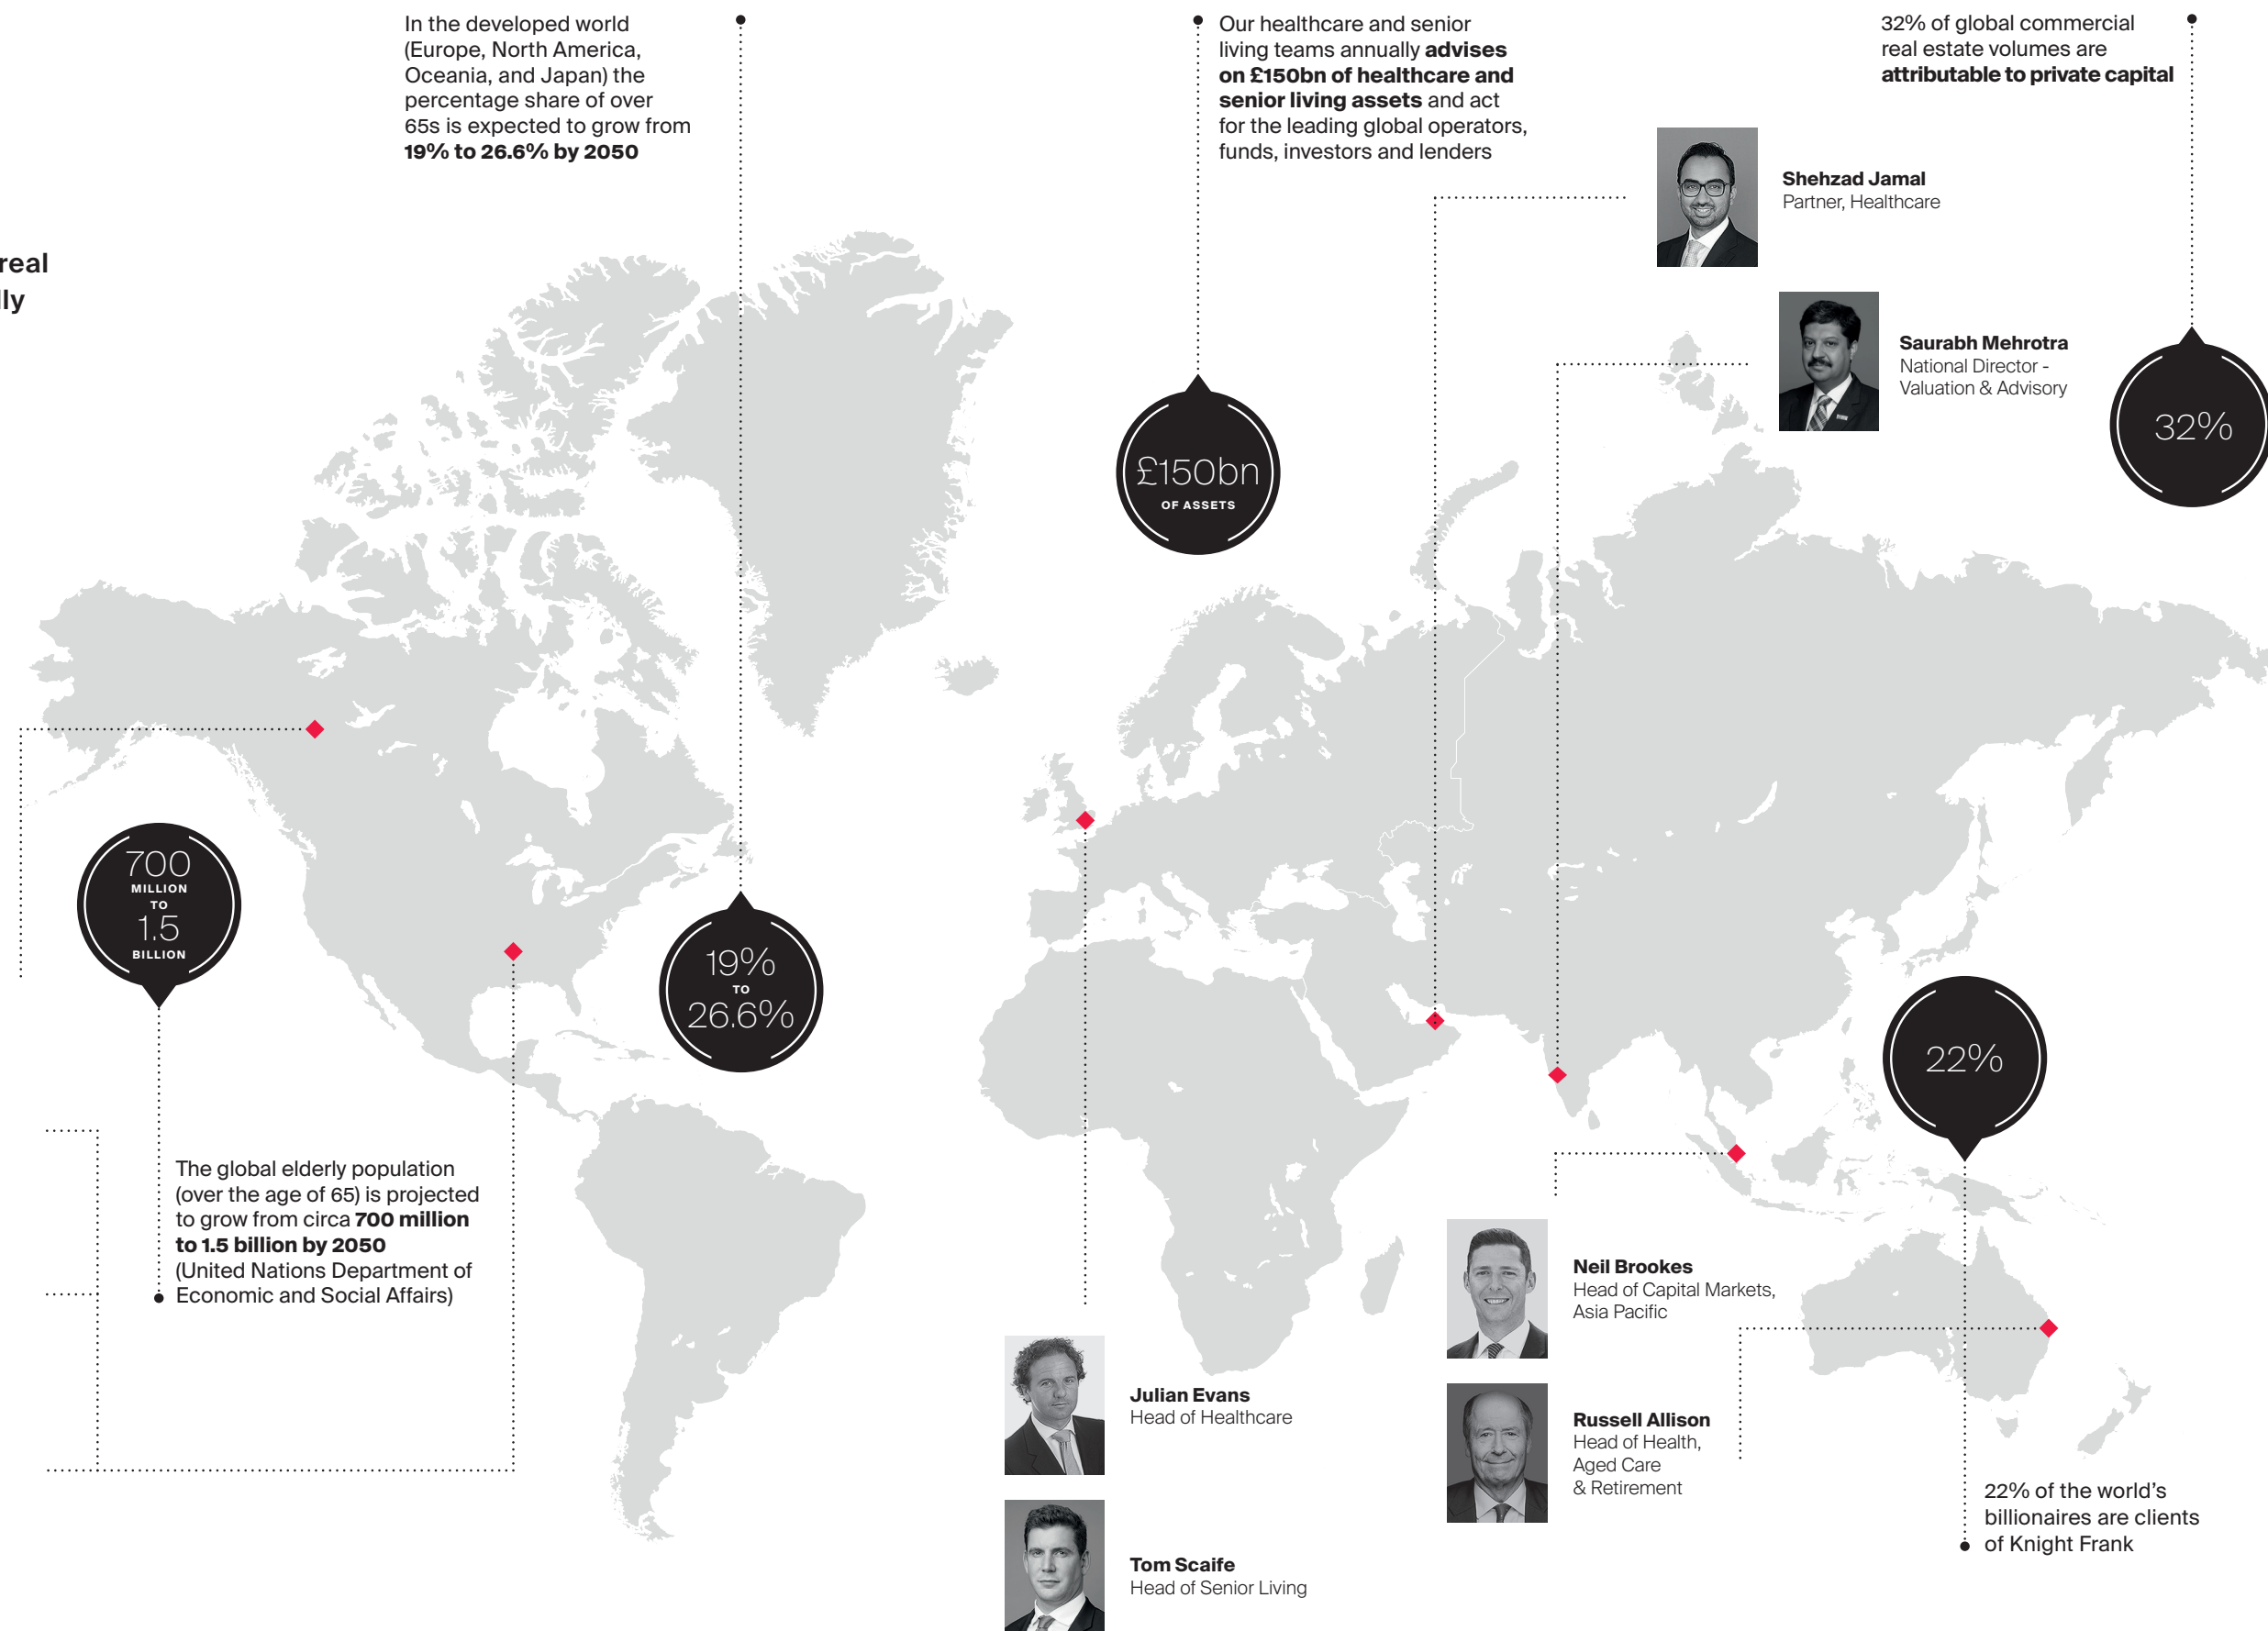 In the developed world
(Europe, North America,
Oceania, and Japan) the
percentage share of over
65s is expected to grow from
19% to 26.6% by 2050
Our healthcare and senior
living teams annually advises
on £150bn of healthcare and
senior living assets and act
for the leading global operators,
funds, investors and lenders
32% of global commercial
real estate volumes are
attributable to private capital
Shehzad Jamal
Partner, Healthcare
real
lly
Saurabh Mehrotra
National Director -
Valuation & Advisory
32%
£150bn
OF ASSETS
700
MILLION
TO
1.5
BILLION
19%
TO
26.6%
22%
The global elderly population
(over the age of 65) is projected
to grow from circa 700 million
to 1.5 billion by 2050
(United Nations Department of
Economic and Social Affairs)
Neil Brookes
Head of Capital Markets,
Asia Pacific
Julian Evans
Head of Healthcare
Russell Allison
Head of Health,
Aged Care
& Retirement
22% of the world's
billionaires are clients
of Knight Frank
Tom Scaife
Head of Senior Living